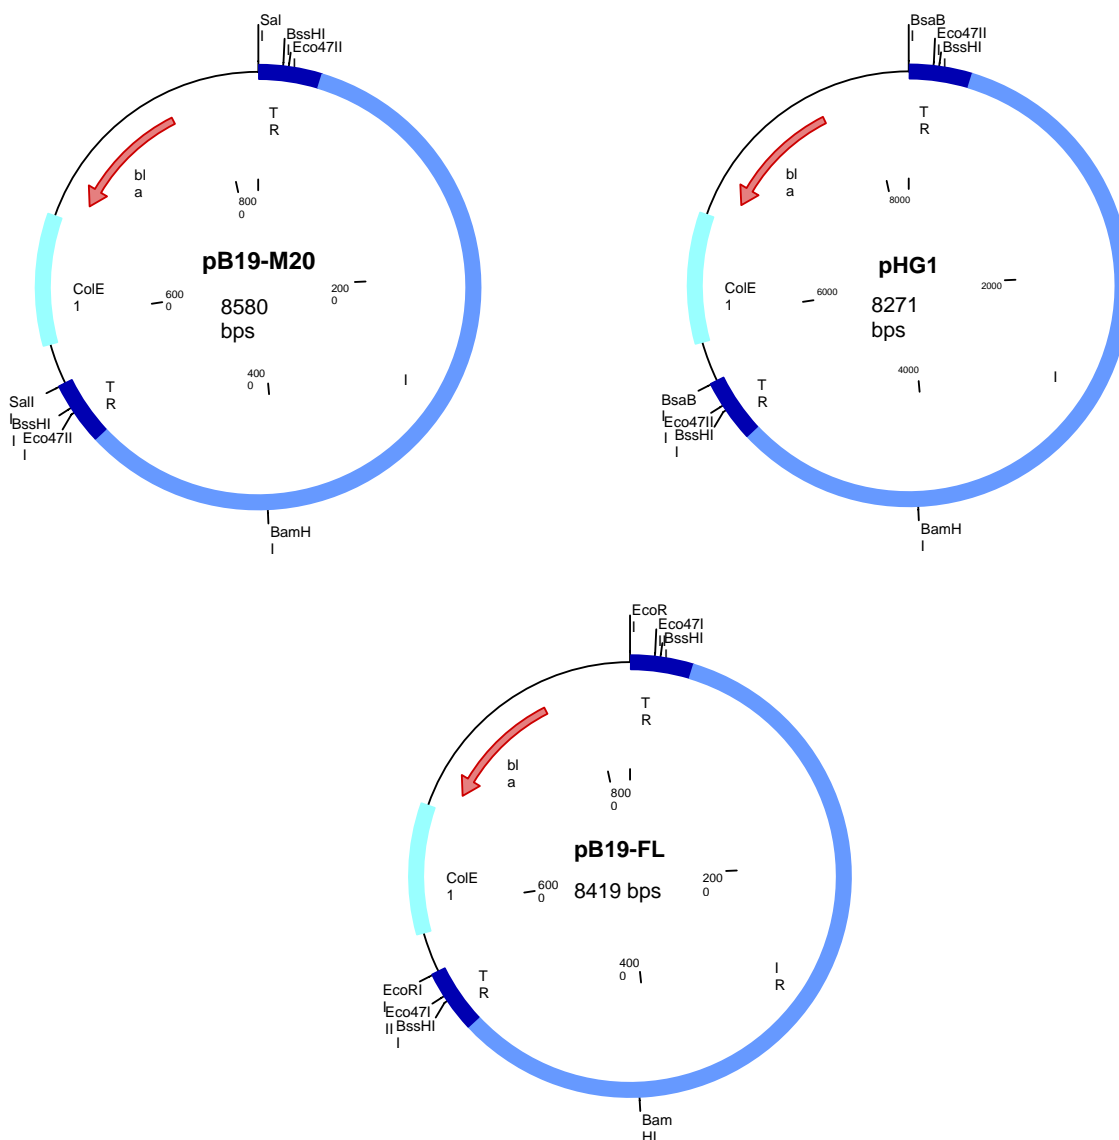 Sal
I
BssHI
I
Eco47II
I
T
R
bl
a
800
0
pB19-M20
8580
bps
200
0
ColE
1
600
0
400
0
I
T
R
SalI
I
BssHI
I
Eco47II
I
BamH
I
BsaB
I
Eco47II
I
BssHI
I
T
R
bl
a
8000
pHG1
8271
bps
2000
ColE
1
6000
4000
I
T
R
BsaB
I
Eco47II
I
BssHI
I
BamH
I
EcoR
I
Eco47I
II
BssHI
I
T
R
bl
a
800
0
pB19-FL
8419 bps
200
0
ColE
1
600
0
400
0
I
R
T
R
EcoRI
I
Eco47I
II
BssHI
I
Bam
HI